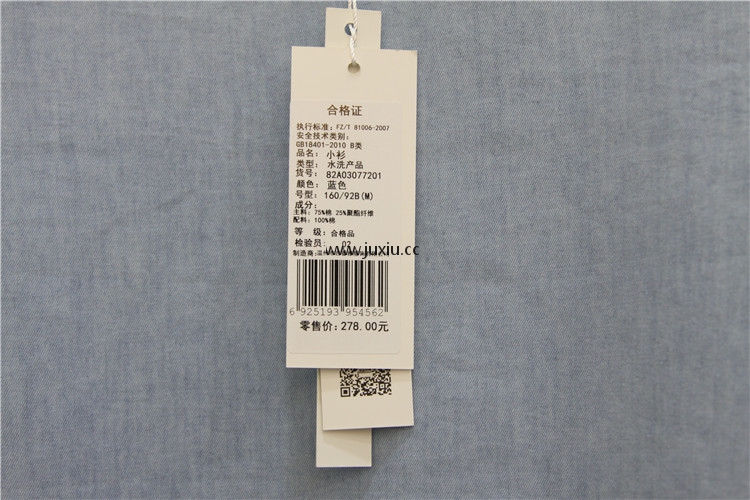 合格证
执行标准：FZ/T 81006-2007
安全技术类别：
GB18401-2010 B类
品名：小衫
类型：水洗产品
货号：82A03077201
颜色：蓝色
号型：160/92B(M)
成分：
主料：75%棉 25%聚酯纤维
配料：100%棉
等 级：合格品
检验员： 02
www.juxiu.cc
制造商：
6 925193 954562
零售价：278.00元